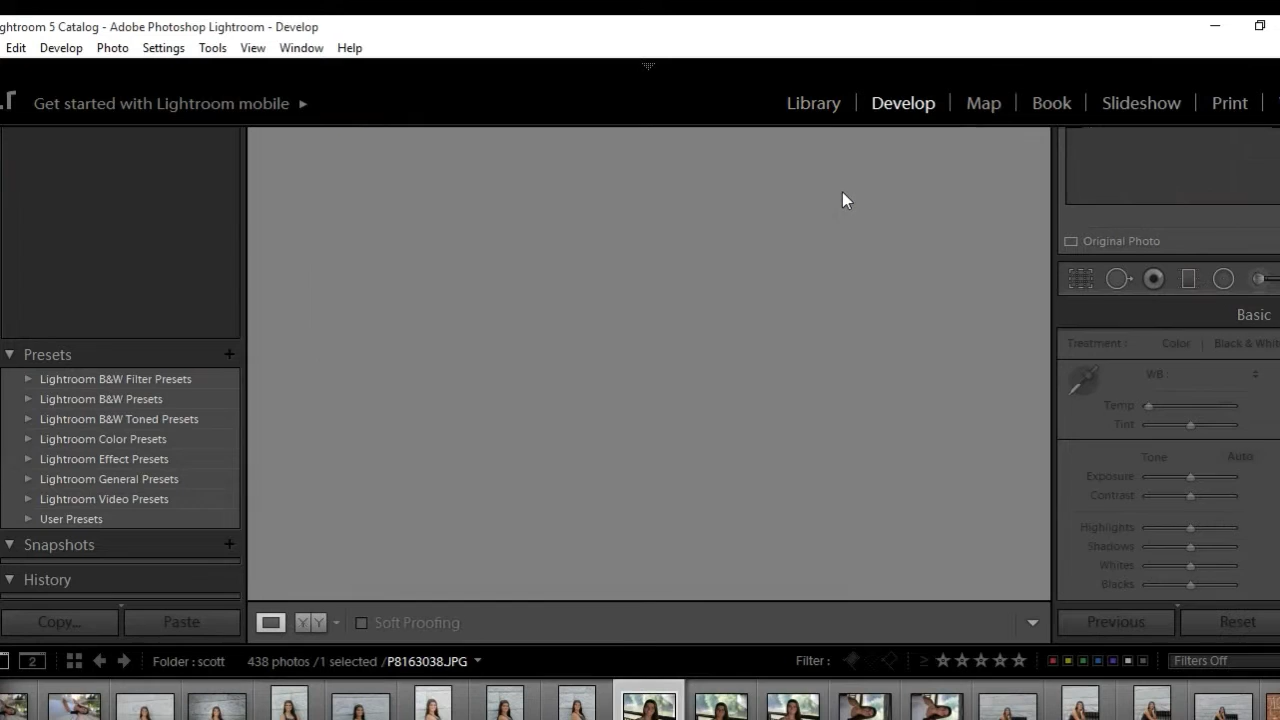 ghtroom 5 Catalog - Adobe Photoshop Lightroom - Develop
Edit Develop Photo Settings Tools View Window Help
Get started with Lightroom mobile
Library Develop Map Book Slideshow Print
Original Photo
Basic
Treatment : Color Black & Whit
WB :
Temp
Tint
Tone Auto
Exposure
Contrast
Highlights
Shadows
Whites
Blacks
Presets
Lightroom B&W Filter Presets
Lightroom B&W Presets
Lightroom B&W Toned Presets
Lightroom Color Presets
Lightroom Effect Presets
Lightroom General Presets
Lightroom Video Presets
User Presets
Snapshots
History
Copy... Paste
Y Y Soft Proofing
Previous Reset
2 Folder : scott 438 photos /1 selected /P8163038.JPG Filter : Filters Off